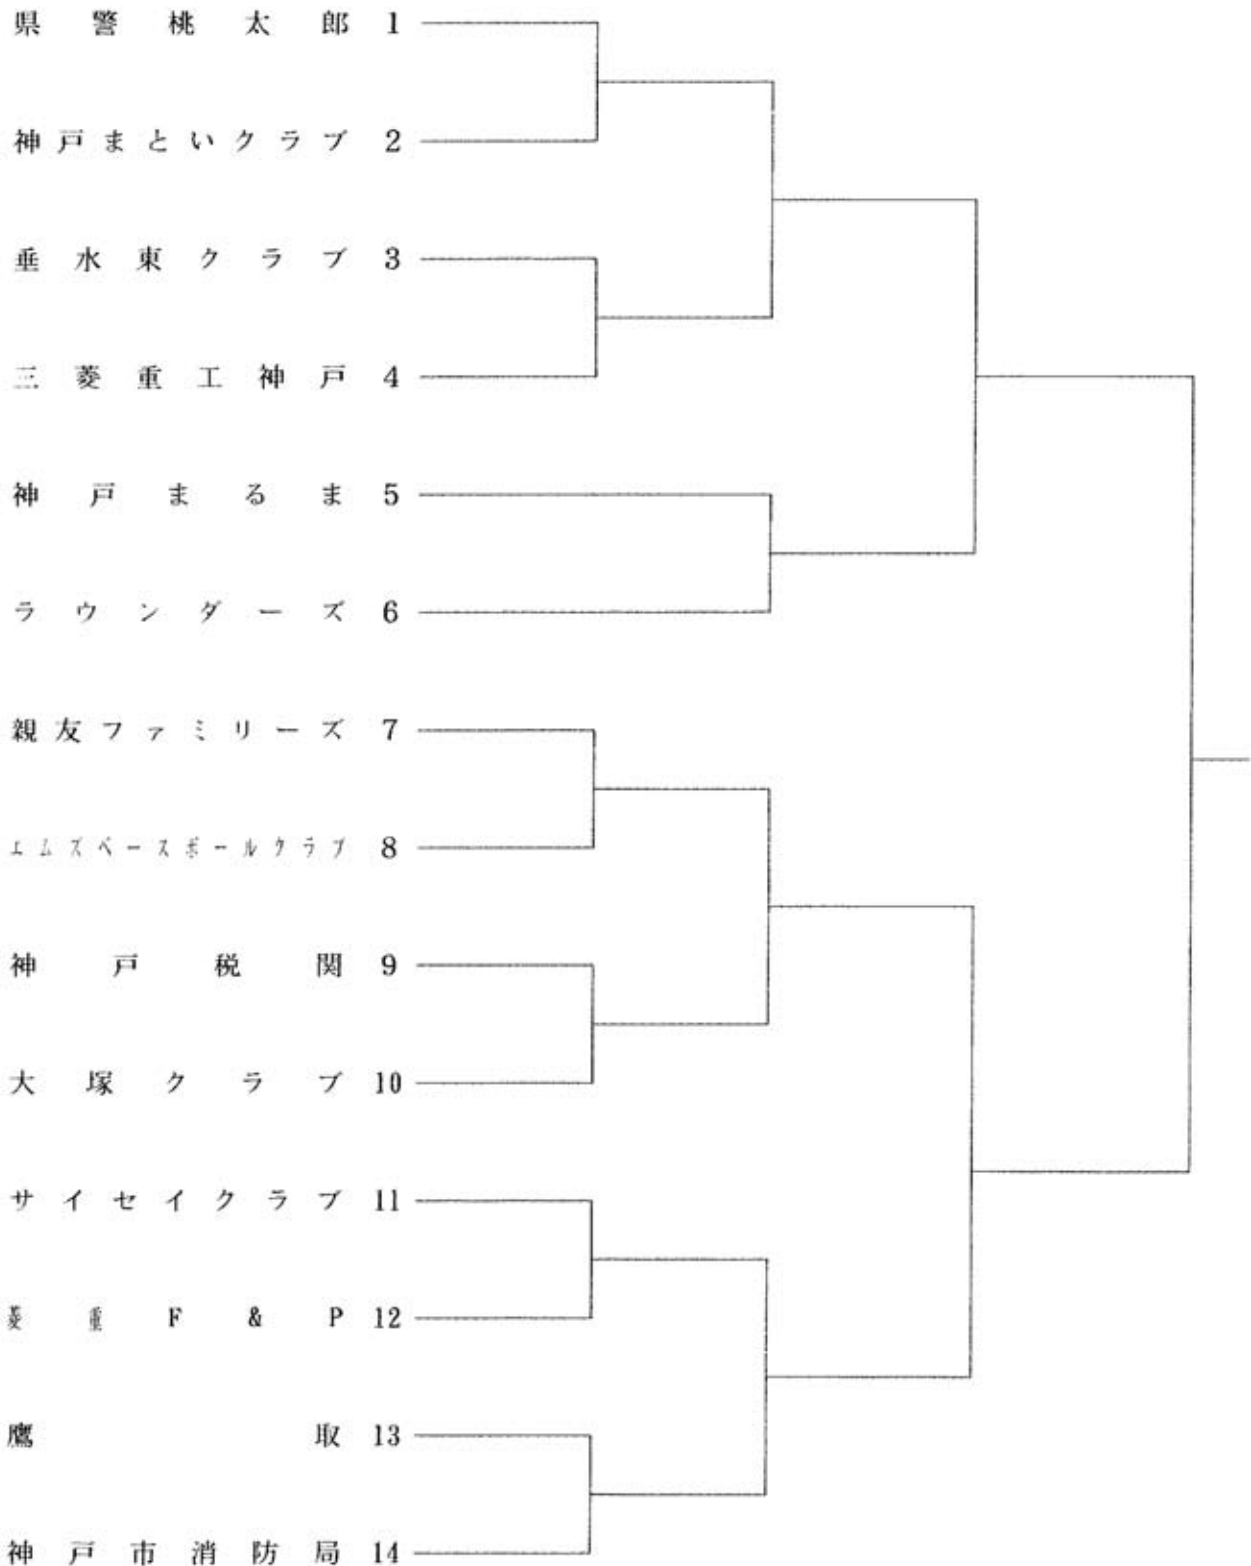 県警桃太郎 1
神戸まといクラブ 2
垂水東クラブ 3
三菱重工神戸 4
神戸まるま 5
ラウンダーズ 6
親友ファミリーズ 7
エムズベースボールクラブ 8
神戸税関 9
大塚クラブ 10
サイセイクラブ 11
菱重F&P 12
鷹取 13
神戸市消防局 14